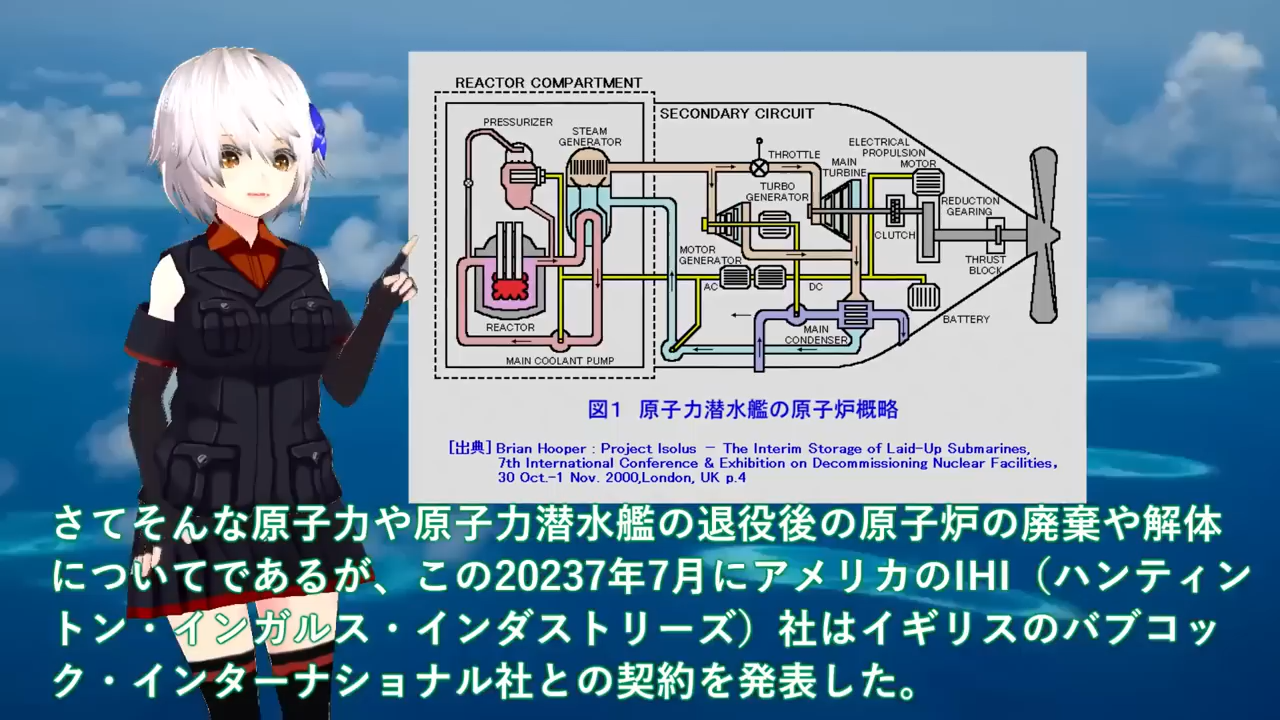 REACTOR COMPARTMENT
SECONDARY CIRCUIT
PRESSURIZER
STEAM
GENERATOR
THROTTLE
ELECTRICAL
PROPULSION
MOTOR
MAIN
TURBINE
TURBO
GENERATOR
REDUCTION
GEARING
CLUTCH
MOTOR
GENERATOR
THRUST
BLOCK
AC
DC
REACTOR
BATTERY
MAIN
CONDENSER
MAIN COOLANT PUMP
図1 原子力潜水艦の原子炉概略
[出典] Brian Hooper : Project Isolus － The Interim Storage of Laid-Up Submarines,
7th International Conference & Exhibition on Decommissioning Nuclear Facilities,
30 Oct.-1 Nov. 2000,London, UK p.4
さてそんな原子力や原子力潜水艦の退役後の原子炉の廃棄や解体
についてであるが、この20237年7月にアメリカのIHI（ハンティン
トン・インガルス・インダストリーズ）社はイギリスのバブコッ
ク・インターナショナル社との契約を発表した。